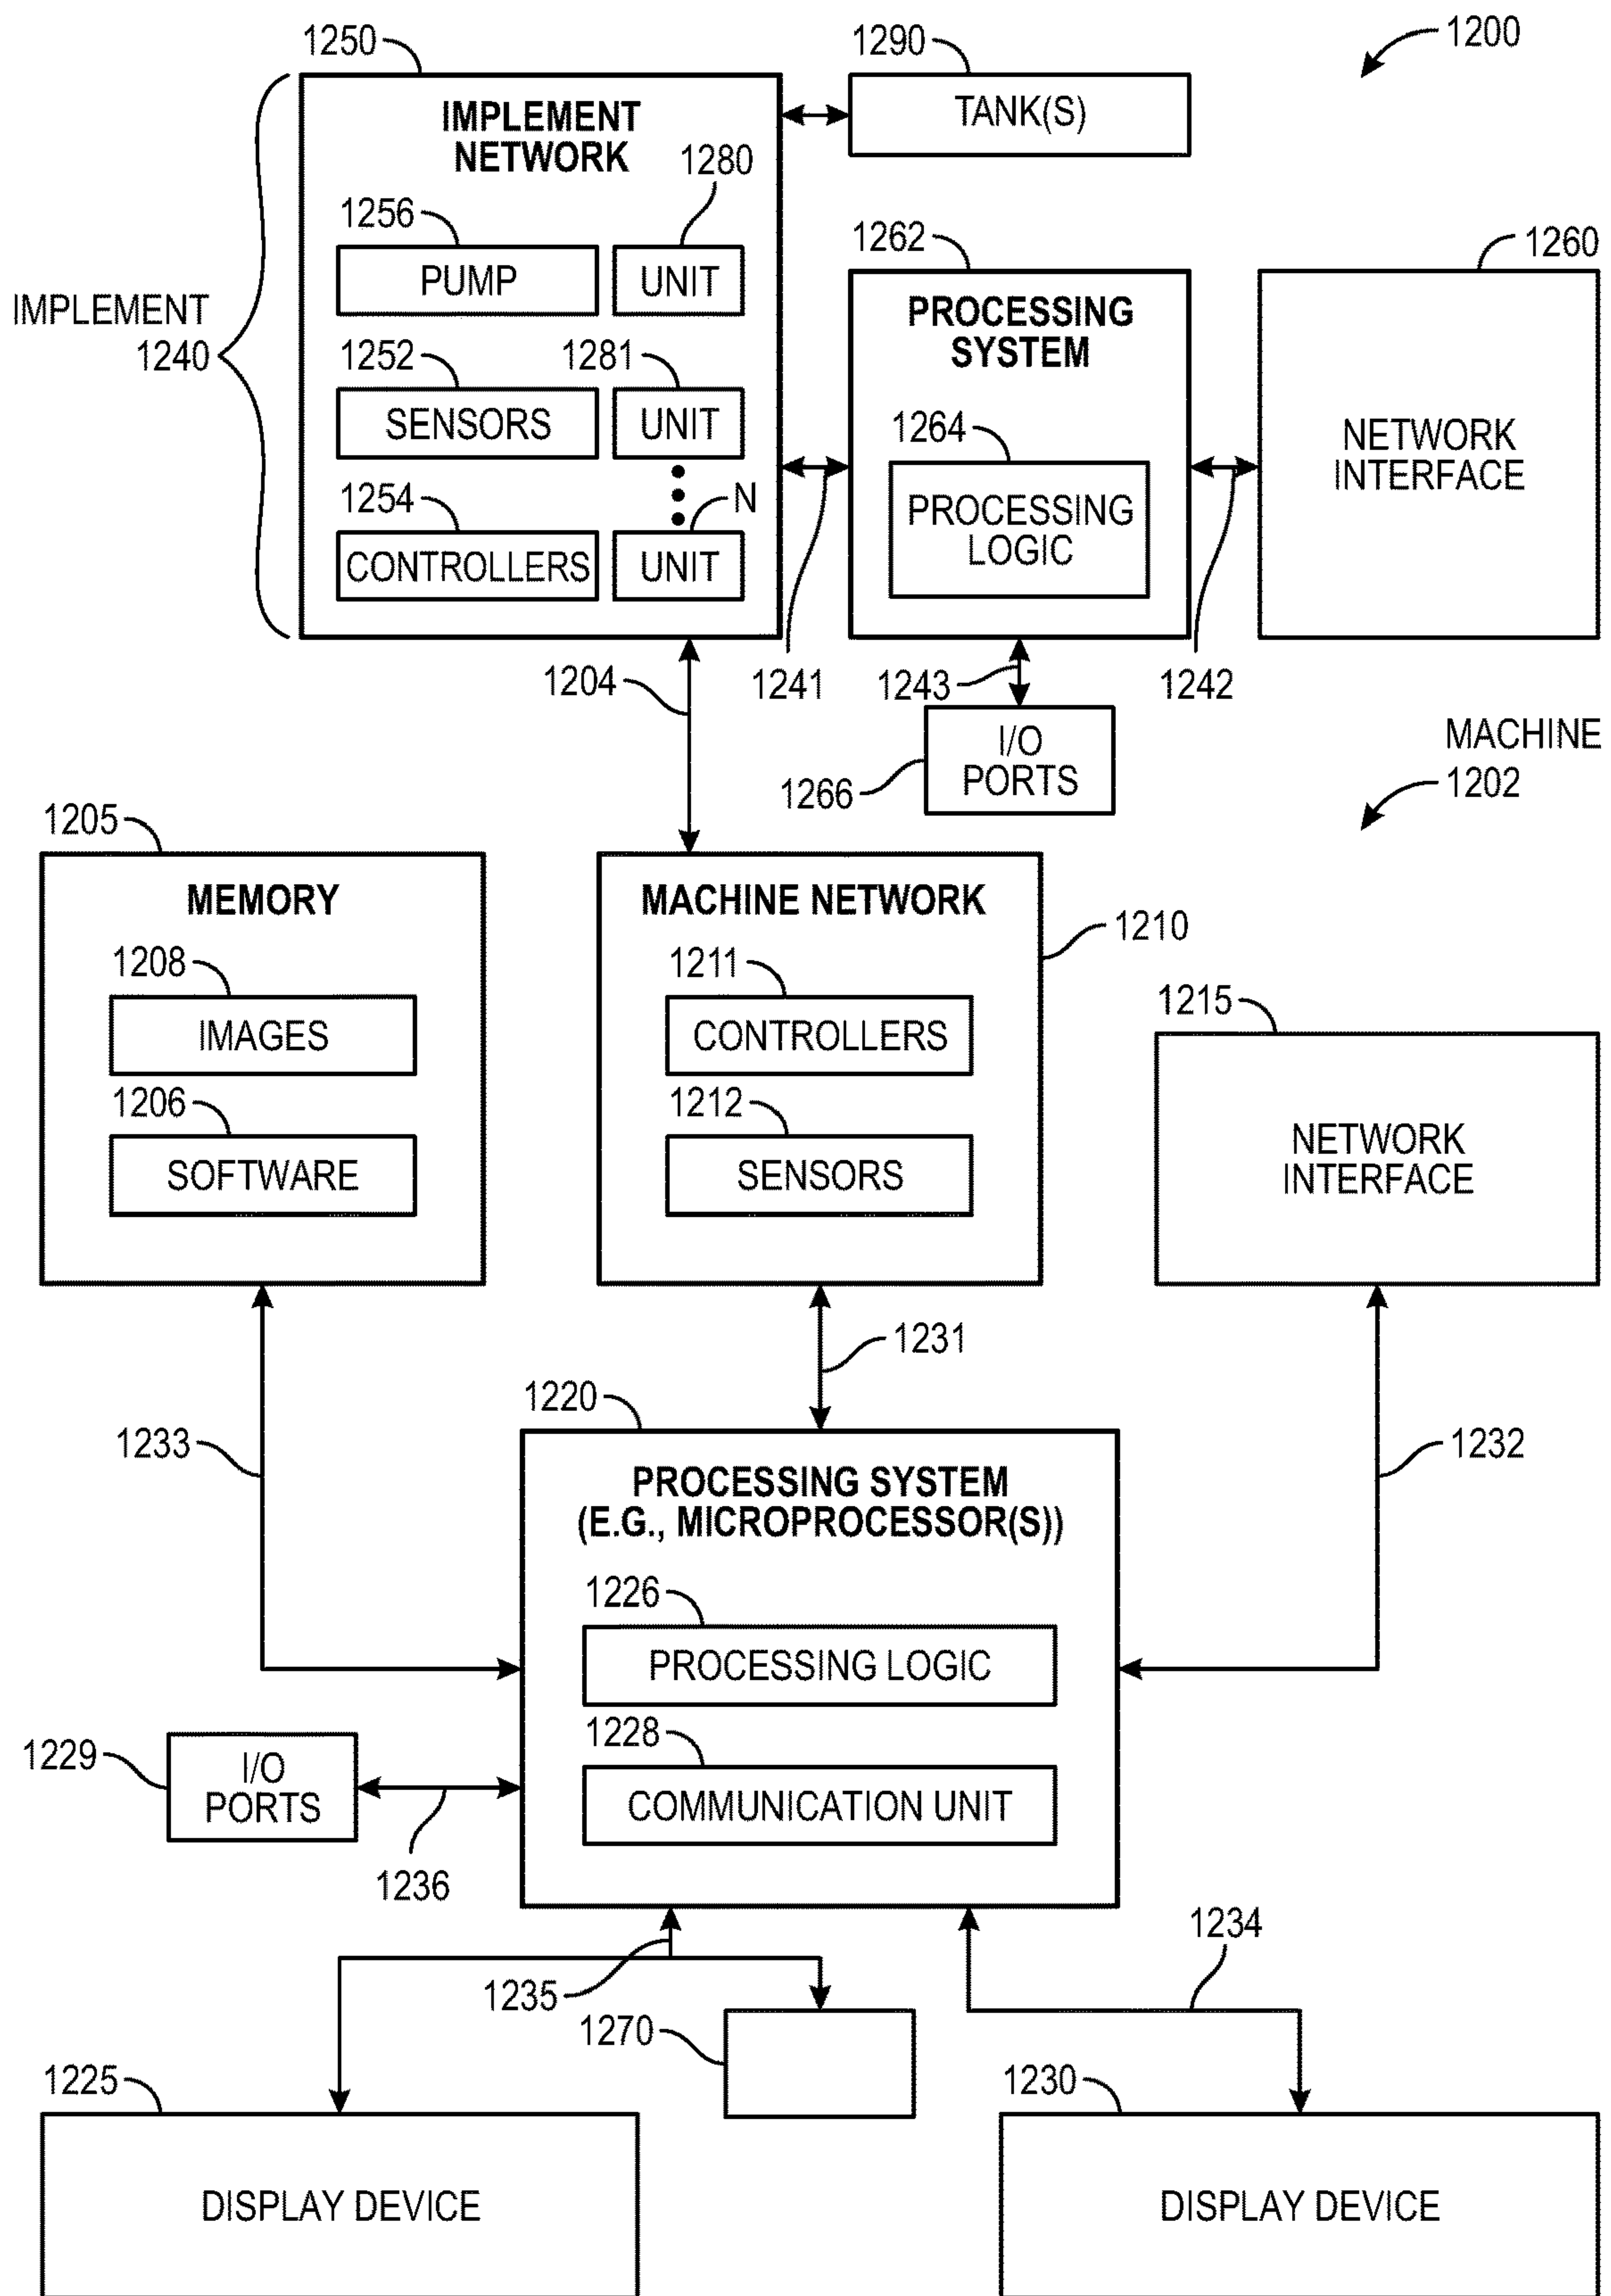 1250
1290
1200
IMPLEMENT
NETWORK
TANK(S)
1280
1256
PUMP
UNIT
1262
1260
IMPLEMENT
1240
PROCESSING
SYSTEM
1252
1281
SENSORS
UNIT
1264
NETWORK
INTERFACE
1254
N
PROCESSING
LOGIC
CONTROLLERS
UNIT
1204
1241
1243
1242
I/O
PORTS
1266
MACHINE
1202
1205
MEMORY
MACHINE NETWORK
1210
1208
IMAGES
1211
CONTROLLERS
1215
1206
SOFTWARE
1212
SENSORS
NETWORK
INTERFACE
1231
1220
1233
1232
PROCESSING SYSTEM
(E.G., MICROPROCESSOR(S))
1226
PROCESSING LOGIC
1228
COMMUNICATION UNIT
1229
I/O
PORTS
1236
1234
1235
1270
1225
1230
DISPLAY DEVICE
DISPLAY DEVICE